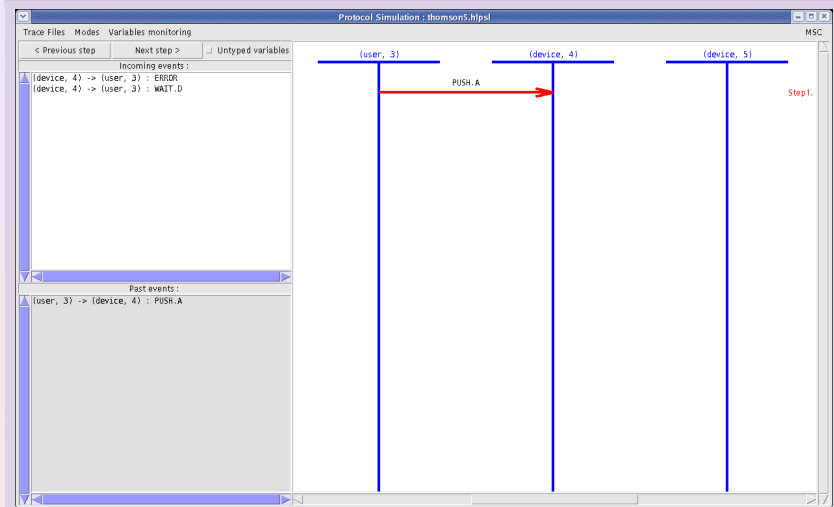 Protocol Simulation : thomson5.hlpsl
Trace Files Modes Variables monitoring MSC
< Previous step Next step > Untyped variables
Incoming events :
(device, 4) -> (user, 3) : ERROR
(device, 4) -> (user, 3) : WAIT.D
Past events :
(user, 3) -> (device, 4) : PUSH.A
(user, 3) (device, 4) (device, 5)
PUSH.A
Step1.